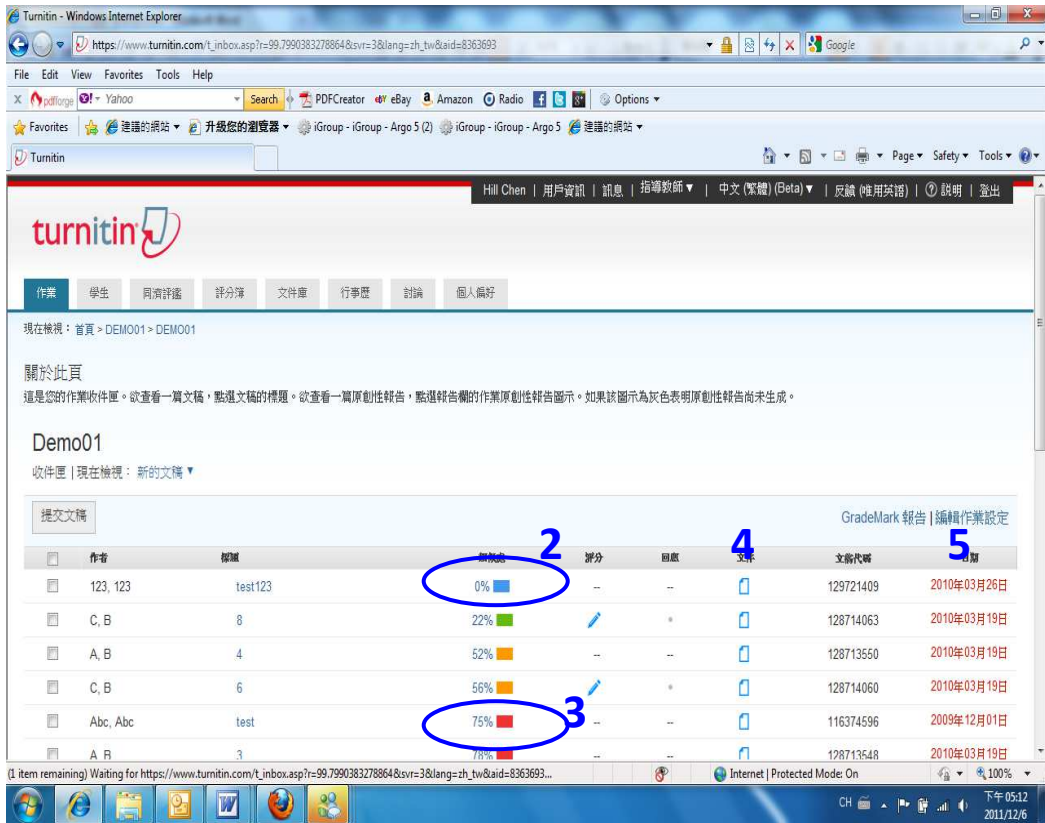 Turnitin - Windows Internet Explorer
https://www.turnitin.com/t_inbox.asp?r=99.7990383278864&svr=3&lang=zh_tw&aid=8363693
Google
File Edit View Favorites Tools Help
X pdfforge Yahoo Search PDFCreator eBay Amazon Radio Options
Favorites 建議的網站 升級您的瀏覽器 iGroup - iGroup - Argo 5 (2) iGroup - iGroup - Argo 5 建議的網站
Turnitin Page Safety Tools
Hill Chen | 用戶資訊 | 訊息 | 指導教師▼ | 中文 (繁體) (Beta)▼ | 反饋 (唯用英語) | ? 説明 | 登出
turnitin
作業 學生 同濟評鑑 評分簿 文件庫 行事歷 討論 個人偏好
現在檢視：首頁 > DEMO01 > DEMO01
關於此頁
這是您的作業收件匣。欲查看一篇文稿，點選文稿的標題。欲查看一篇原創性報告，點選報告欄的作業原創性報告圖示。如果該圖示為灰色表明原創性報告尚未生成。
Demo01
收件匣 | 現在檢視： 新的文稿 ▼
提交文稿 GradeMark 報告 | 編輯作業設定
2 4 5
作者 標題 評分 回應 文件 文稿代碼 日期
123, 123 test123 0% -- -- 129721409 2010年03月26日
C, B 8 22% 128714063 2010年03月19日
A, B 4 52% -- -- 128713550 2010年03月19日
C, B 6 56% 128714060 2010年03月19日
Abc, Abc test 75% 3 -- -- 116374596 2009年12月01日
A, B 3 78% -- -- 128713548 2010年03月19日
(1 item remaining) Waiting for https://www.turnitin.com/t_inbox.asp?r=99.7990383278864&svr=3&lang=zh_tw&aid=8363693... Internet | Protected Mode: On 100%
CH 下午 05:12
2011/12/6